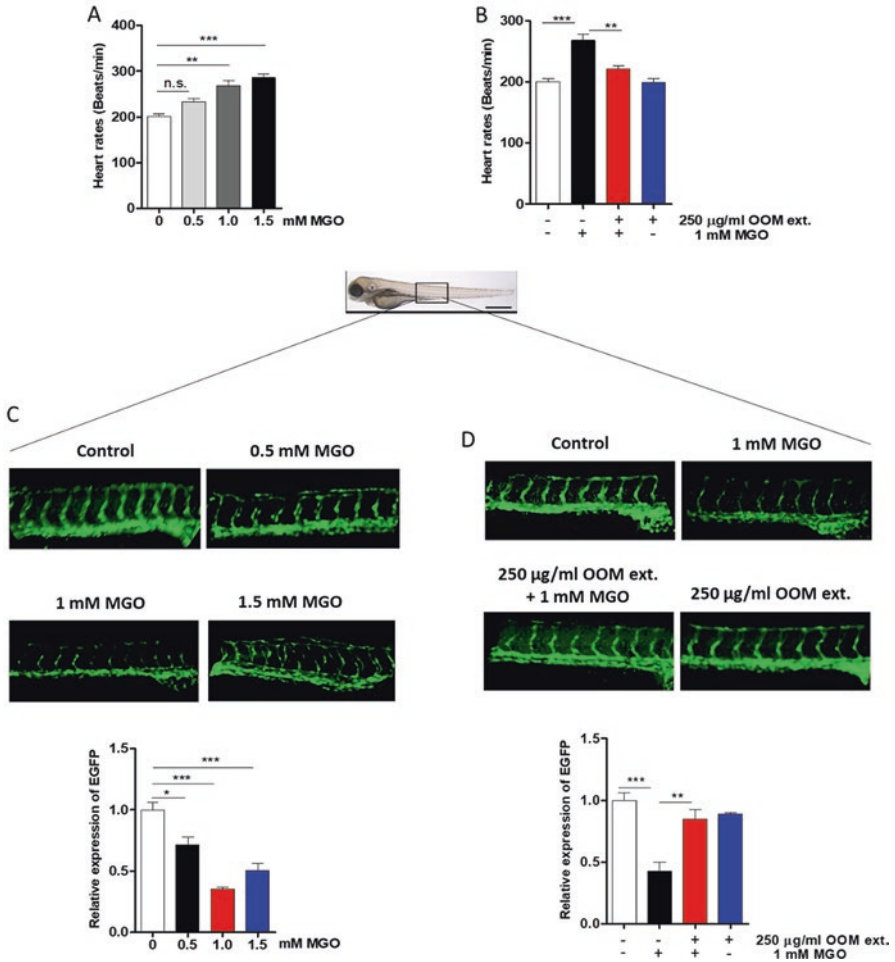 A
Heart rates (Beats/min)
400
300
200
100
0
***
**
n.s.
0 0.5 1.0 1.5 mM MGO
B
Heart rates (Beats/min)
300
200
100
0
*** **
- - + + 250 µg/ml OOM ext.
- + + - 1 mM MGO
C
Control 0.5 mM MGO
1 mM MGO 1.5 mM MGO
Relative expression of EGFP
1.5
1.0
0.5
0.0
***
***
*
0 0.5 1.0 1.5 mM MGO
D
Control 1 mM MGO
250 µg/ml OOM ext.
+ 1 mM MGO
250 µg/ml OOM ext.
Relative expression of EGFP
1.5
1.0
0.5
0.0
*** **
- - + + 250 µg/ml OOM ext.
- + + - 1 mM MGO